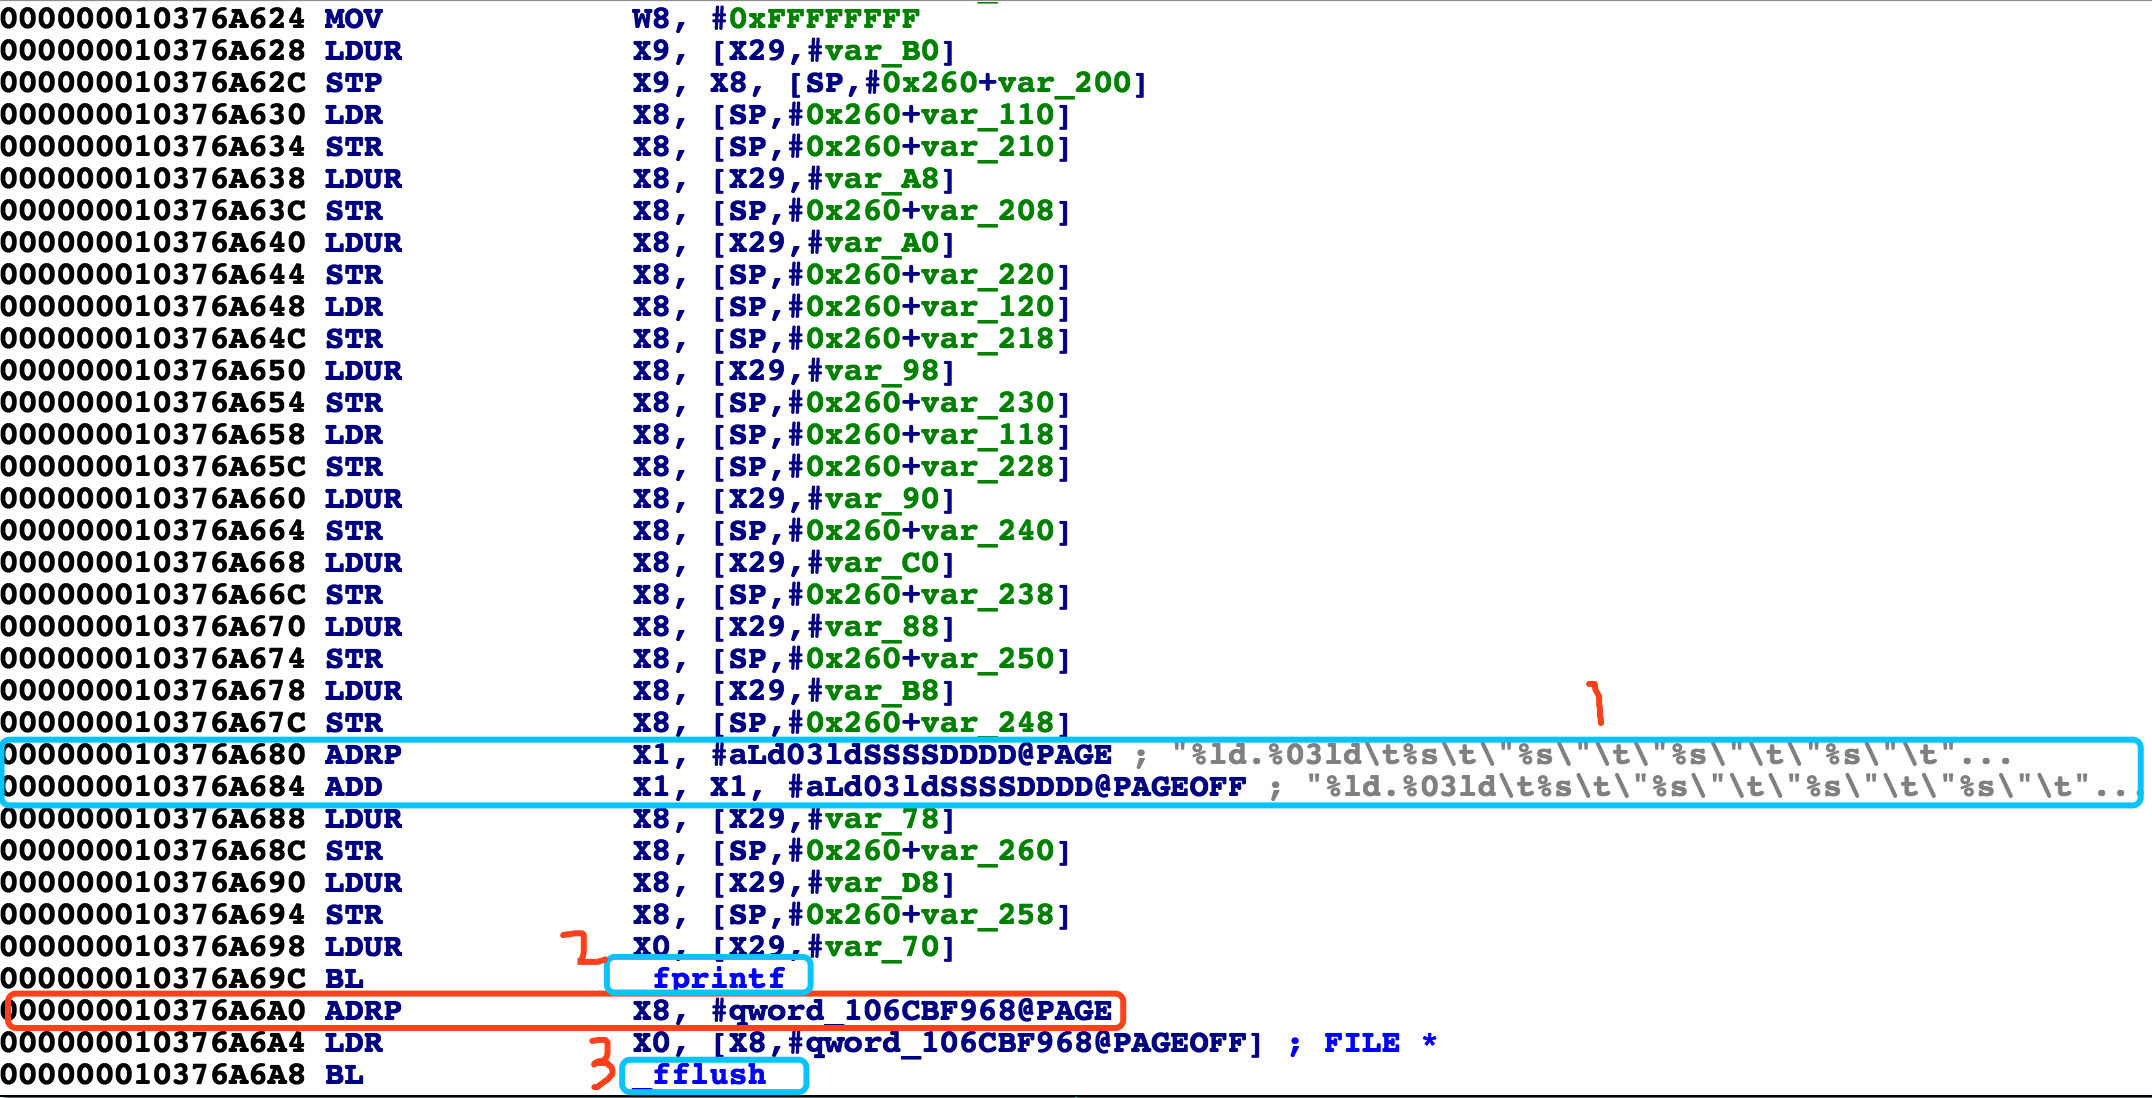 000000010376A624 MOV W8, #0xFFFFFFFF
000000010376A628 LDUR X9, [X29,#var_B0]
000000010376A62C STP X9, X8, [SP,#0x260+var_200]
000000010376A630 LDR X8, [SP,#0x260+var_110]
000000010376A634 STR X8, [SP,#0x260+var_210]
000000010376A638 LDUR X8, [X29,#var_A8]
000000010376A63C STR X8, [SP,#0x260+var_208]
000000010376A640 LDUR X8, [X29,#var_A0]
000000010376A644 STR X8, [SP,#0x260+var_220]
000000010376A648 LDR X8, [SP,#0x260+var_120]
000000010376A64C STR X8, [SP,#0x260+var_218]
000000010376A650 LDUR X8, [X29,#var_98]
000000010376A654 STR X8, [SP,#0x260+var_230]
000000010376A658 LDR X8, [SP,#0x260+var_118]
000000010376A65C STR X8, [SP,#0x260+var_228]
000000010376A660 LDUR X8, [X29,#var_90]
000000010376A664 STR X8, [SP,#0x260+var_240]
000000010376A668 LDUR X8, [X29,#var_C0]
000000010376A66C STR X8, [SP,#0x260+var_238]
000000010376A670 LDUR X8, [X29,#var_88]
000000010376A674 STR X8, [SP,#0x260+var_250]
000000010376A678 LDUR X8, [X29,#var_B8]
000000010376A67C STR X8, [SP,#0x260+var_248]
1
000000010376A680 ADRP X1, #aLd03ldSSSSDDDD@PAGE ; "%ld.%03ld\t%s\t\"%s\"\t\"%s\"\t\"%s\"\t"...
000000010376A684 ADD X1, X1, #aLd03ldSSSSDDDD@PAGEOFF ; "%ld.%03ld\t%s\t\"%s\"\t\"%s\"\t\"%s\"\t"...
000000010376A688 LDUR X8, [X29,#var_78]
000000010376A68C STR X8, [SP,#0x260+var_260]
000000010376A690 LDUR X8, [X29,#var_D8]
000000010376A694 STR X8, [SP,#0x260+var_258]
000000010376A698 LDUR X0, [X29,#var_70]
2
000000010376A69C BL _fprintf
000000010376A6A0 ADRP X8, #qword_106CBF968@PAGE
000000010376A6A4 LDR X0, [X8,#qword_106CBF968@PAGEOFF] ; FILE *
3
000000010376A6A8 BL _fflush